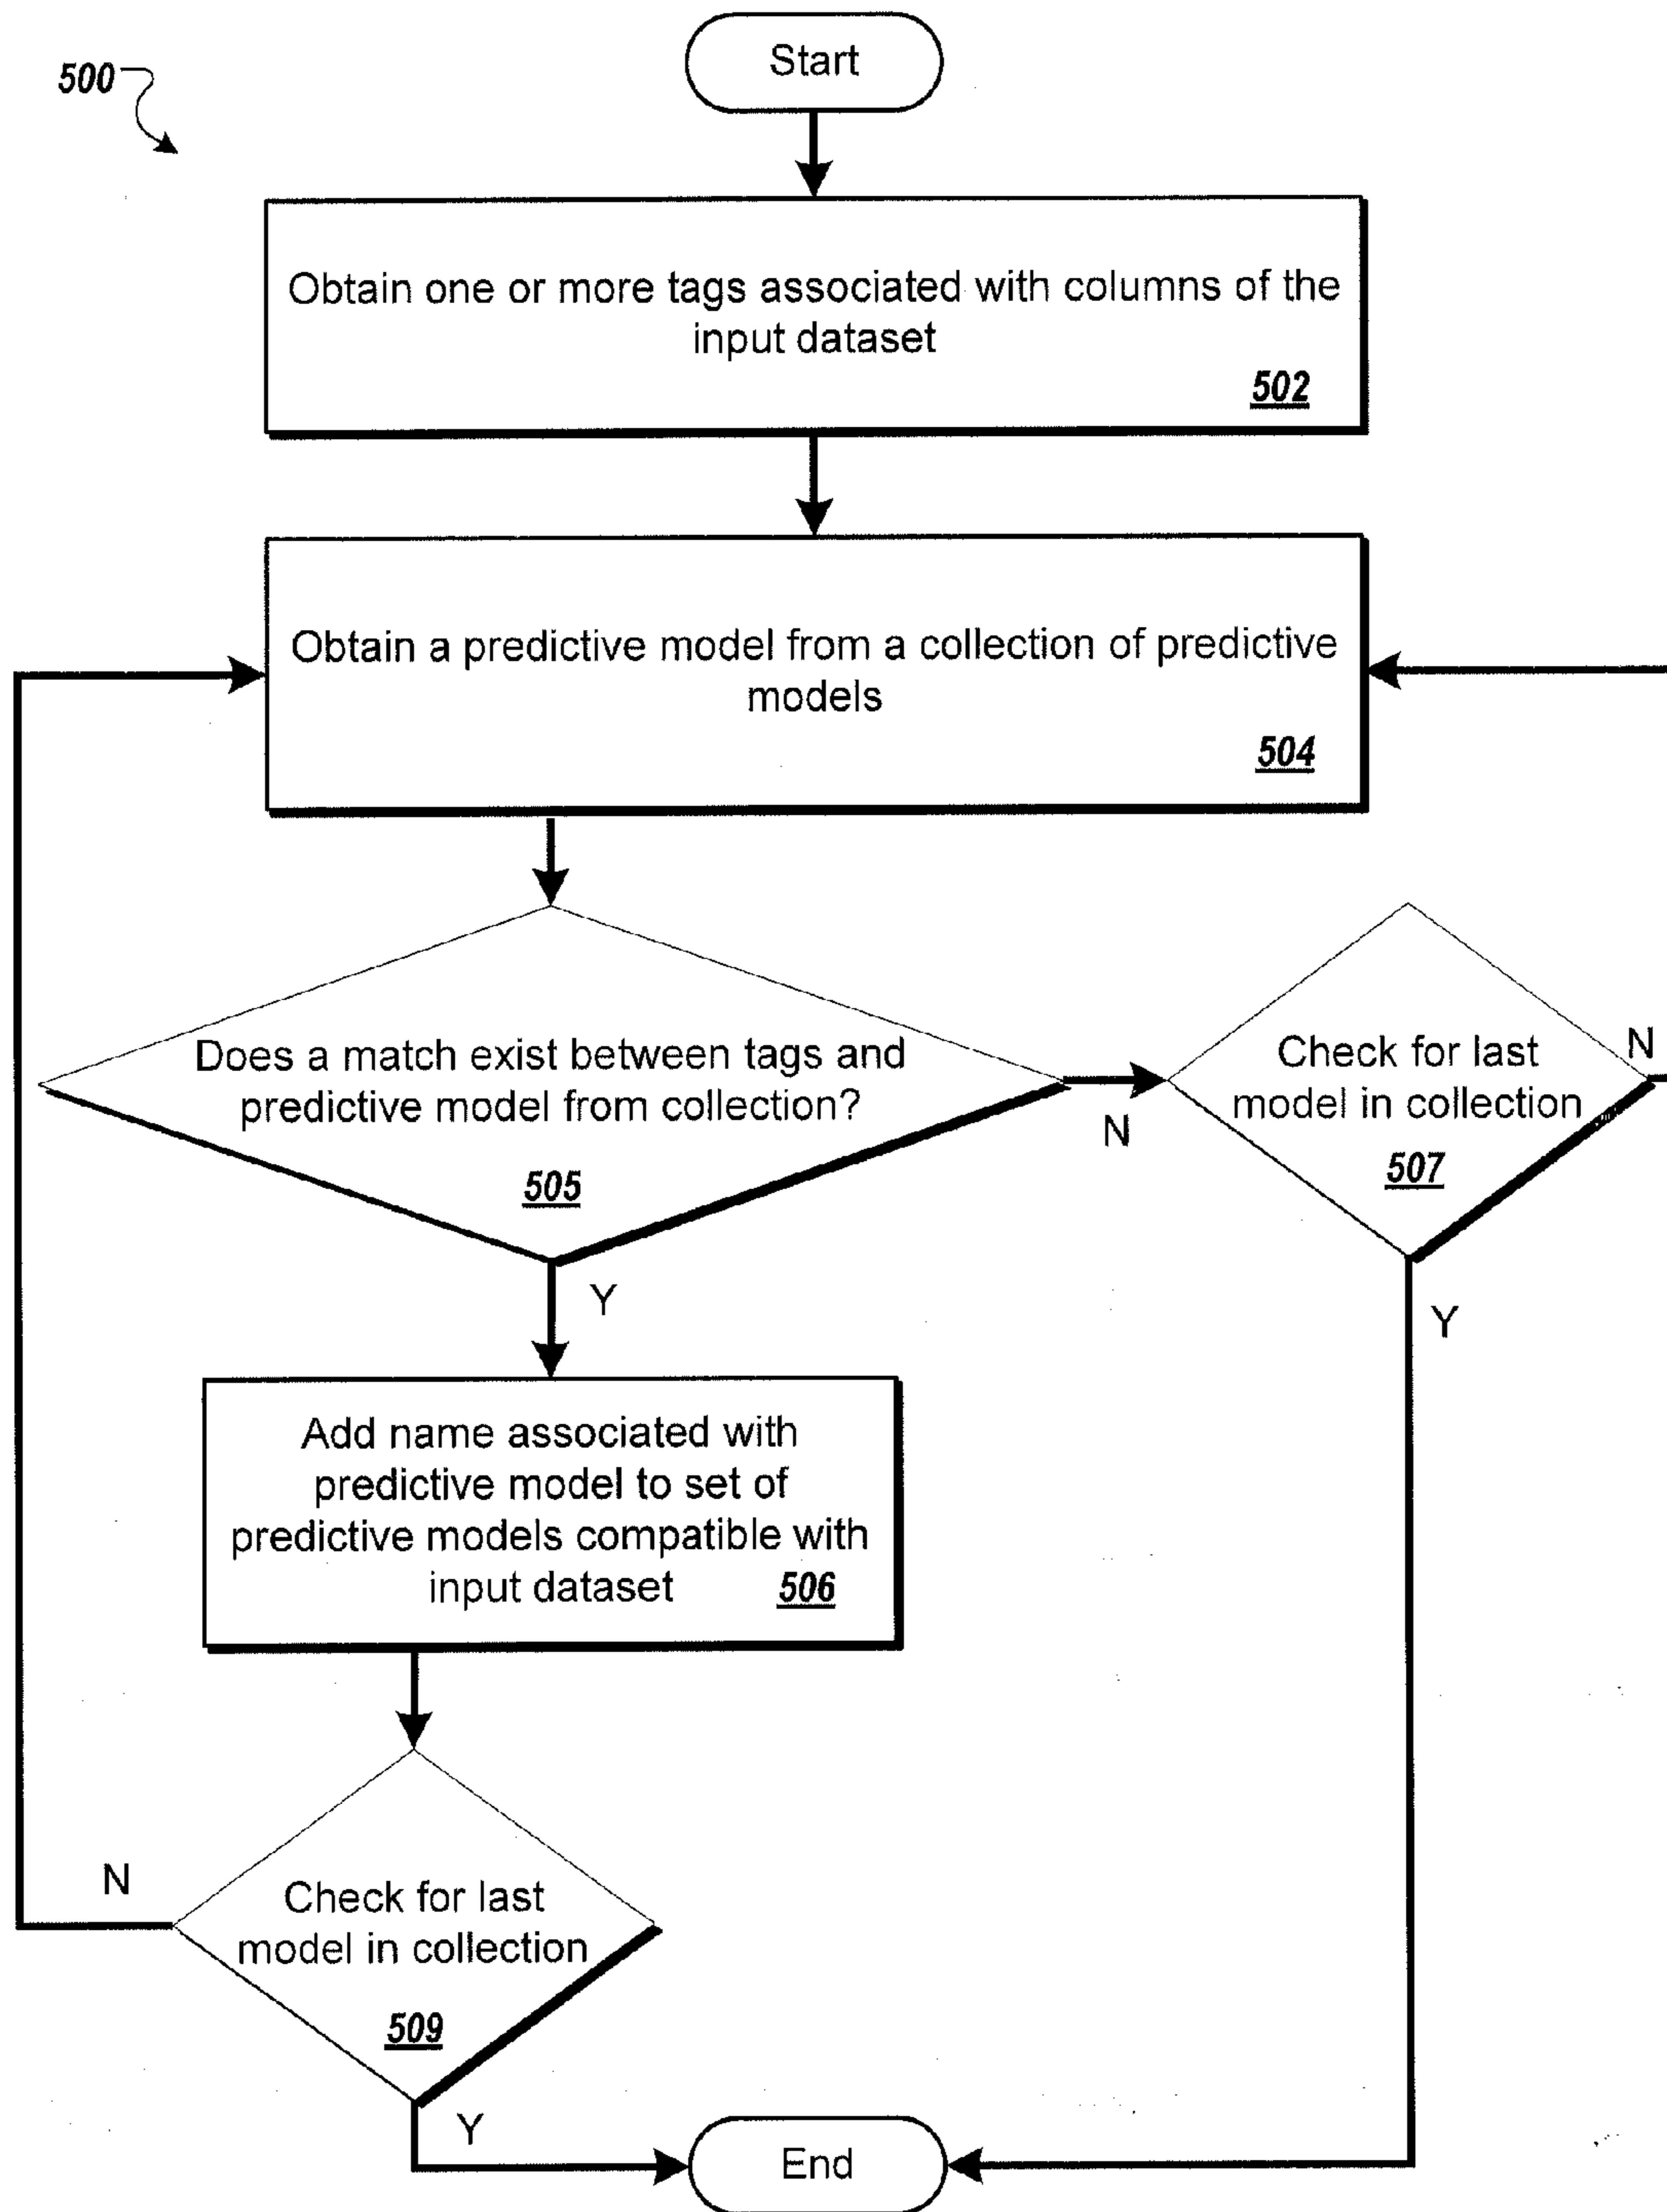 500
Start
Obtain one or more tags associated with columns of the
input dataset
502
Obtain a predictive model from a collection of predictive
models
504
Does a match exist between tags and
predictive model from collection?
505
N
Check for last
model in collection
507
N
Y
Y
Add name associated with
predictive model to set of
predictive models compatible with
input dataset 506
N
Check for last
model in collection
509
Y
End